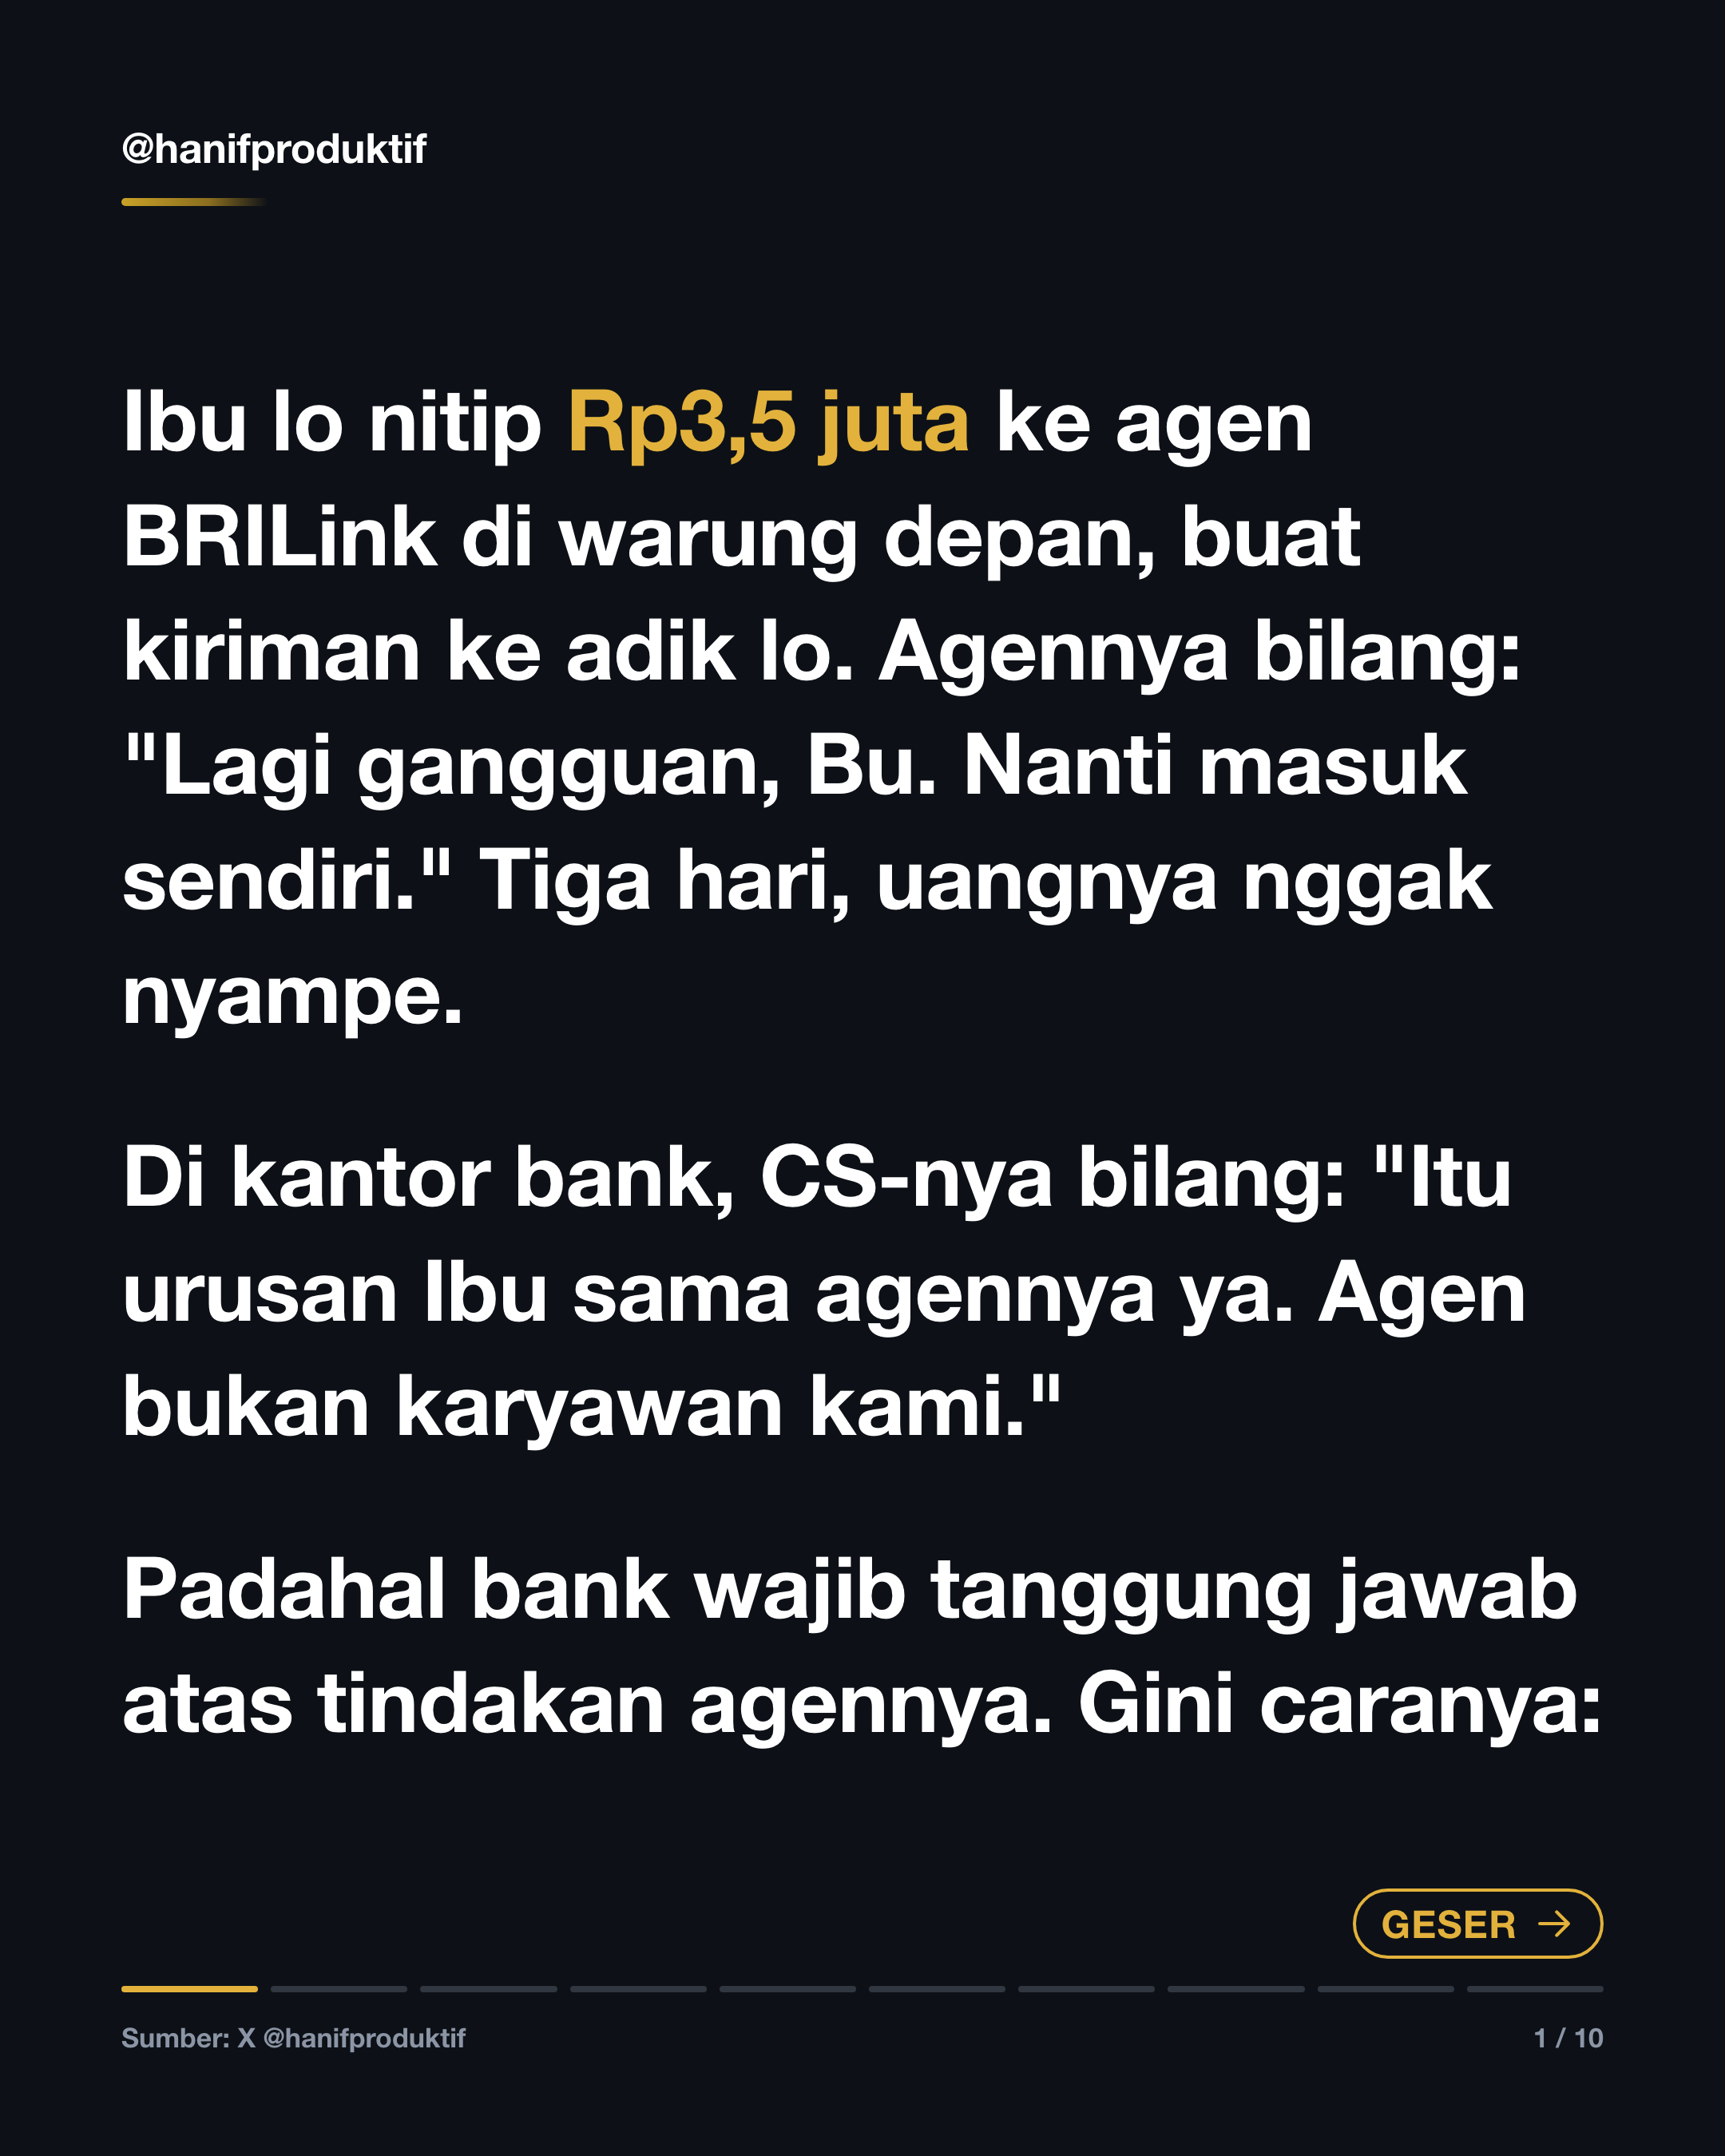 @hanifproduktif
Ibu lo nitip Rp3,5 juta ke agen
BRILink di warung depan, buat
kiriman ke adik lo. Agennya bilang:
"Lagi gangguan, Bu. Nanti masuk
sendiri." Tiga hari, uangnya nggak
nyampe.
Di kantor bank, CS-nya bilang: "Itu
urusan Ibu sama agennya ya. Agen
bukan karyawan kami."
Padahal bank wajib tanggung jawab
atas tindakan agennya. Gini caranya:
GESER →
Sumber: X @hanifproduktif
1 / 10